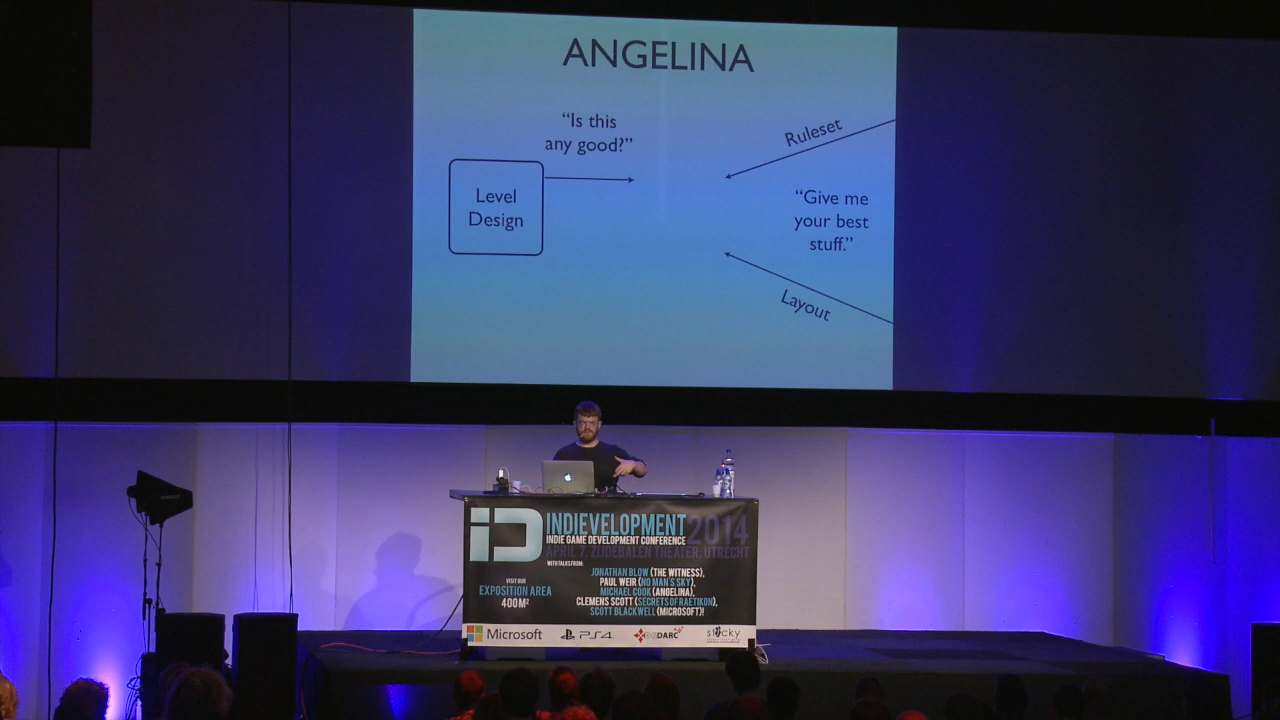 ANGELINA
“Is this
any good?”
Ruleset
Level
Design
“Give me
your best
stuff.”
Layout
iD
INDIEVELOPMENT 2014
INDIE GAME DEVELOPMENT CONFERENCE
APRIL 7, ZIJDEBALEN THEATER, UTRECHT
WITH TALKS FROM:
JONATHAN BLOW (THE WITNESS),
PAUL WEIR (NO MAN'S SKY),
MICHAEL COOK (ANGELINA),
CLEMENS SCOTT (SECRETS OF RAETIKON),
SCOTT BLACKWELL (MICROSOFT)!
VISIT OUR
EXPOSITION AREA
400M²
Microsoft
PS4